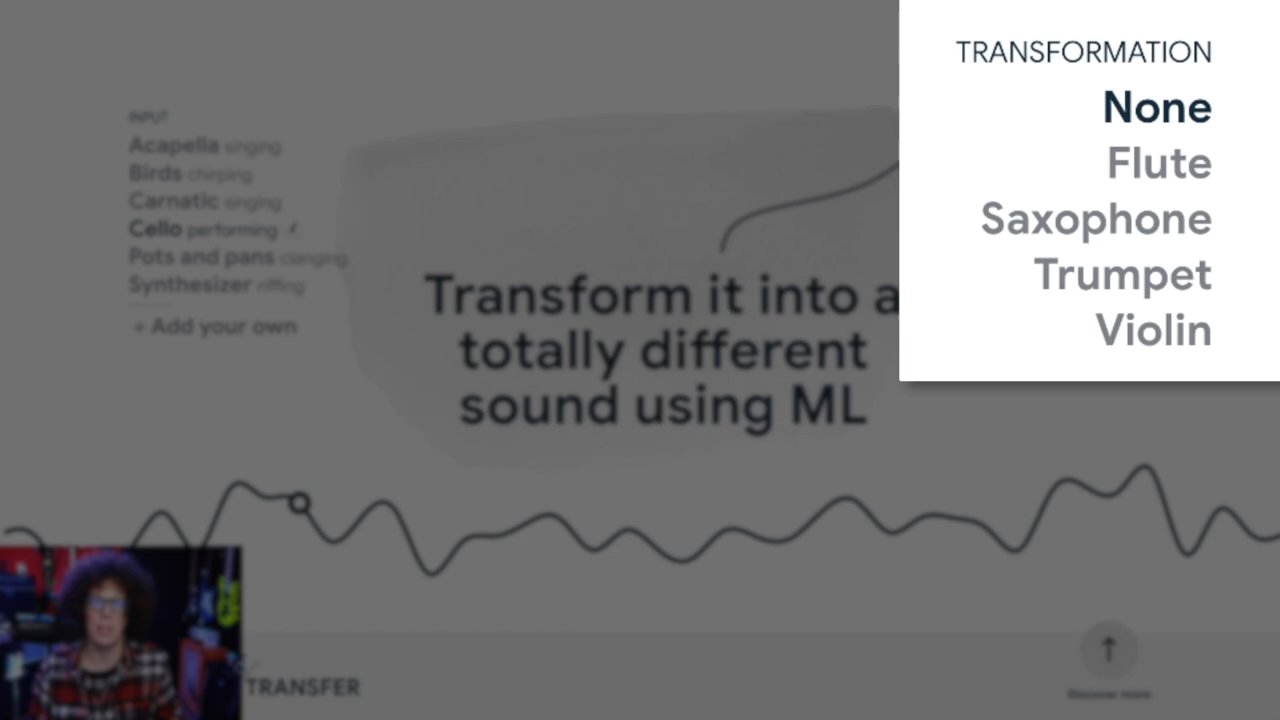 TRANSFORMATION
None
Flute
Saxophone
Trumpet
Violin
INPUT
Acapella singing
Birds chirping
Carnatic singing
Cello performing
Pots and pans clanging
Synthesizer riffing
+ Add your own
Transform it into a
totally different
sound using ML
TRANSFER
Discover more